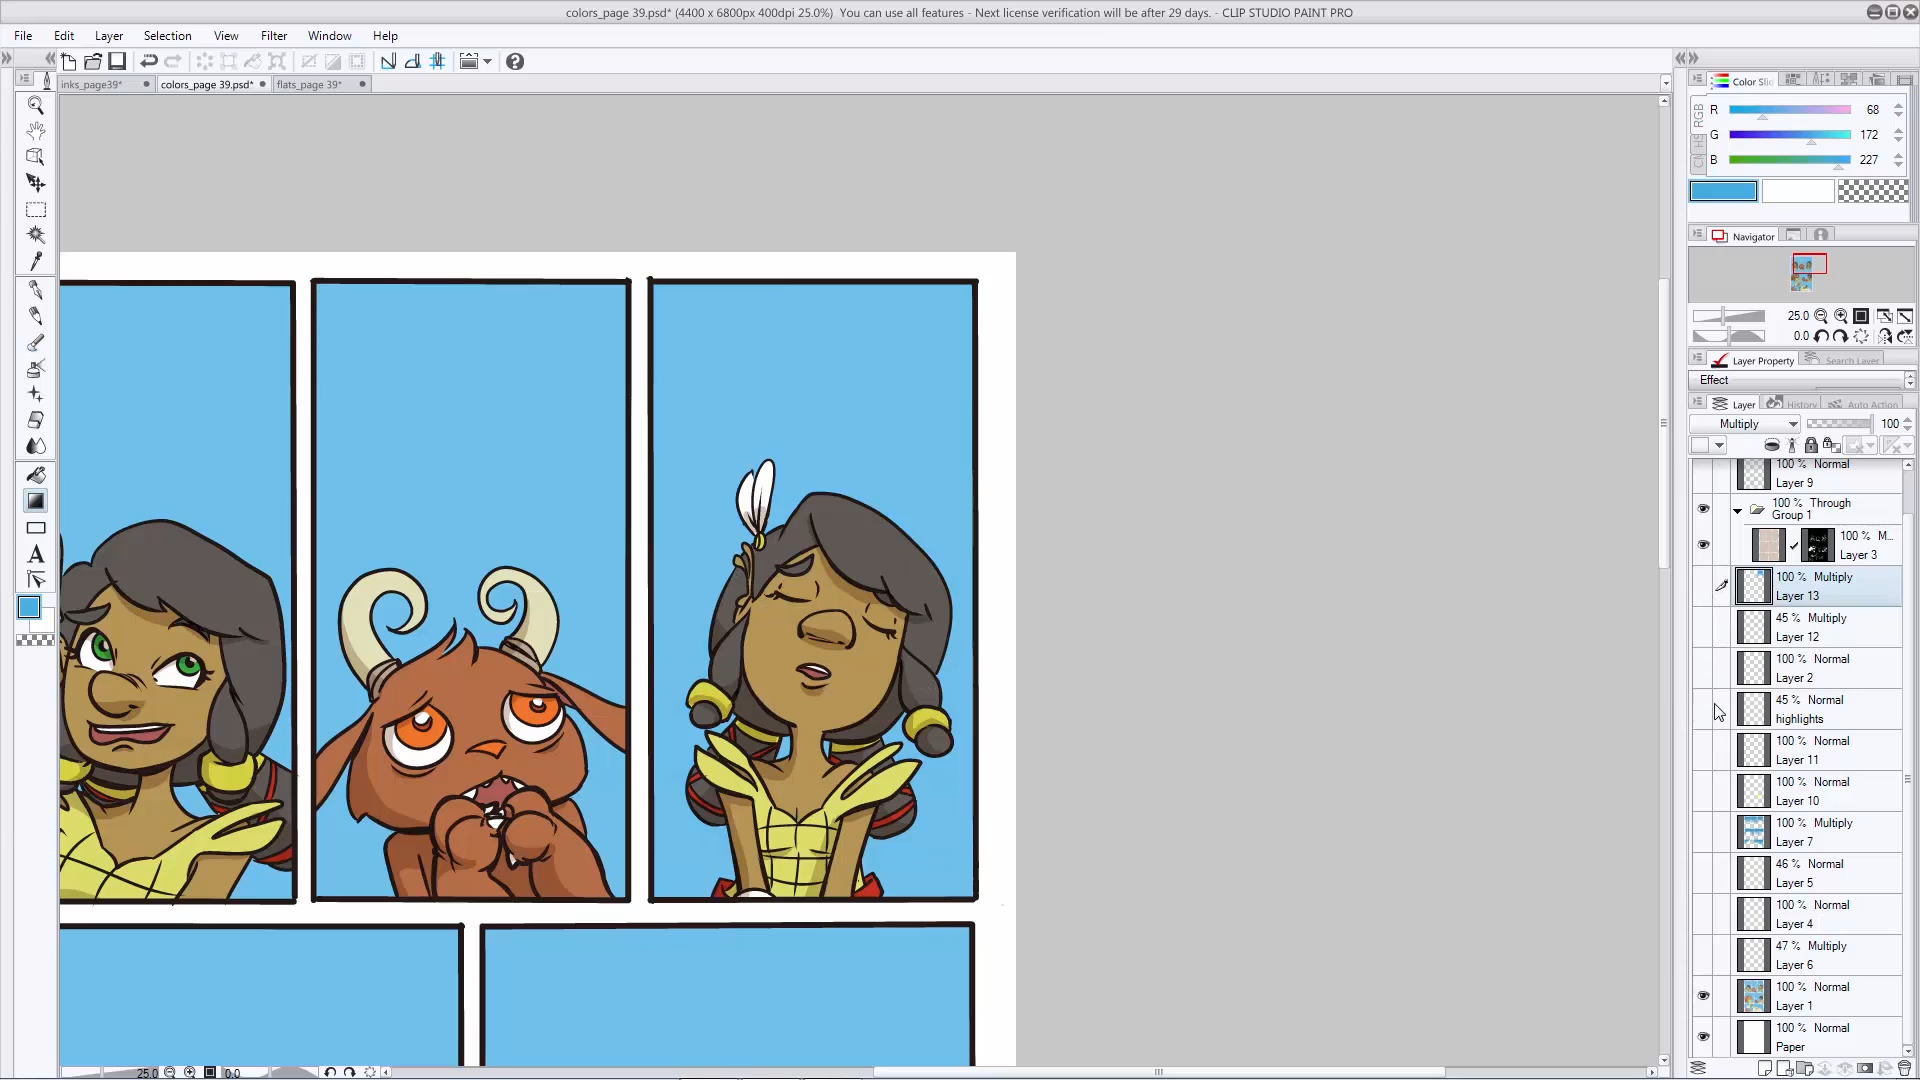 colors_page 39.psd* (4400 x 6800px 400dpi 25.0%)  You can use all features - Next license verification will be after 29 days. - CLIP STUDIO PAINT PRO
File Edit Layer Selection View Filter Window Help
inks_page39* colors_page 39.psd* flats_page 39*
Color Sli
RGB
R 68
G 172
B 227
Navigator
25.0
0.0
Layer Property Search Layer
Effect
Layer History Auto Action
Multiply 100
100 % Normal
Layer 9
100 % Through
Group 1
100 % M...
Layer 3
100 % Multiply
Layer 13
45 % Multiply
Layer 12
100 % Normal
Layer 2
45 % Normal
highlights
100 % Normal
Layer 11
100 % Normal
Layer 10
100 % Multiply
Layer 7
46 % Normal
Layer 5
100 % Normal
Layer 4
47 % Multiply
Layer 6
100 % Normal
Layer 1
100 % Normal
Paper
25.0 0.0